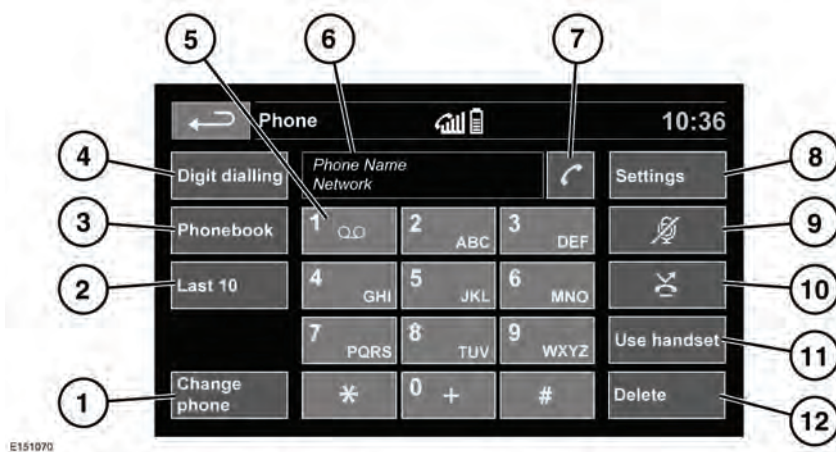 5
6
7
Phone
10:36
4
Digit dialling
Phone Name
Network
Settings
8
3
Phonebook
1
2 ABC
3 DEF
9
2
Last 10
4 GHI
5 JKL
6 MNO
10
7 PQRS
8 TUV
9 WXYZ
Use handset
11
1
Change
phone
*
0 +
#
Delete
12
E151070